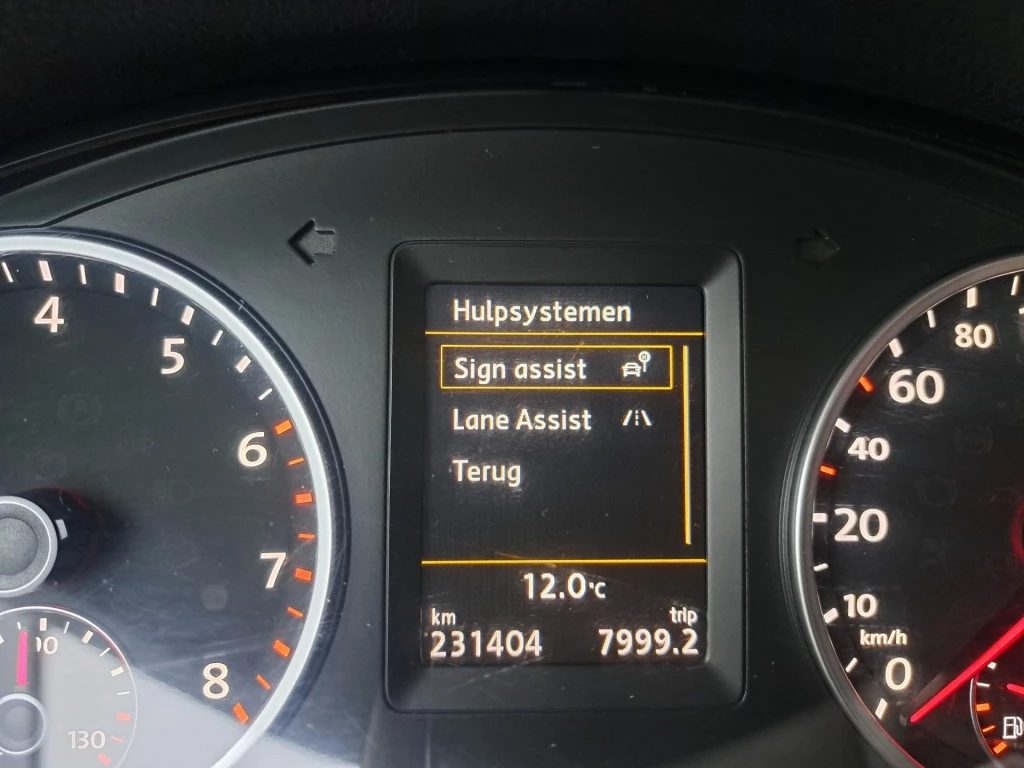 Hulpsystemen
Sign assist
Lane Assist
Terug
12.0°C
km trip
231404 7999.2
4
5
6
7
8
90
130
80
60
40
20
10
km/h
0